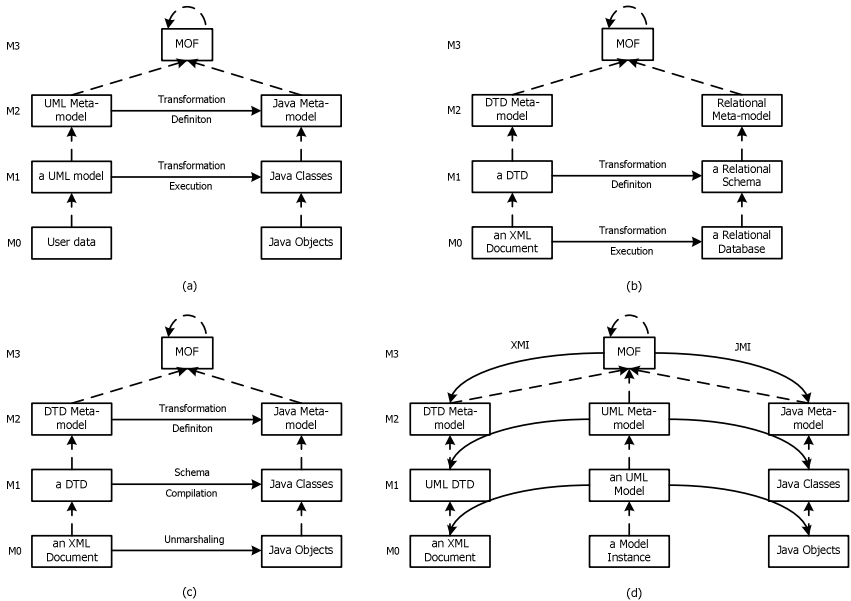 M3
MOF
M2
UML Meta-
model
Transformation
Definiton
Java Meta-
model
M1
a UML model
Transformation
Execution
Java Classes
M0
User data
Java Objects
(a)
M3
MOF
M2
DTD Meta-
model
Relational
Meta-model
M1
a DTD
Transformation
Definiton
a Relational
Schema
M0
an XML
Document
Transformation
Execution
a Relational
Database
(b)
M3
MOF
M2
DTD Meta-
model
Transformation
Definiton
Java Meta-
model
M1
a DTD
Schema
Compilation
Java Classes
M0
an XML
Document
Unmarshaling
Java Objects
(c)
M3
XMI
MOF
JMI
M2
DTD Meta-
model
UML Meta-
model
Java Meta-
model
M1
UML DTD
an UML
Model
Java Classes
M0
an XML
Document
a Model
Instance
Java Objects
(d)